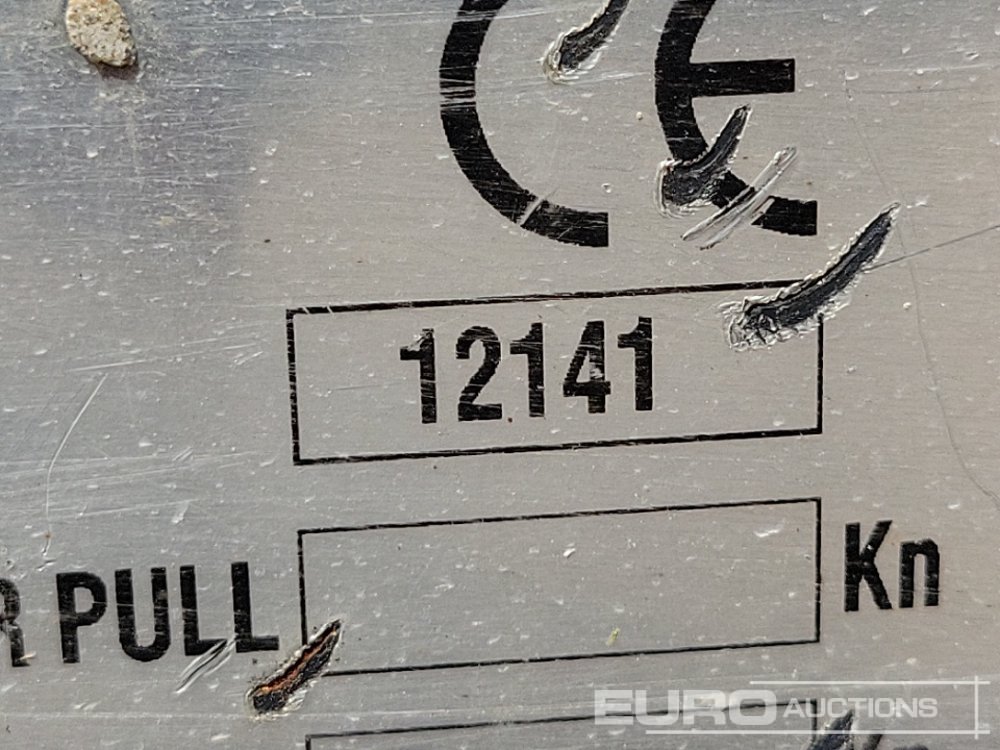 CE
12141
R PULL Kn
EURO AUCTIONS